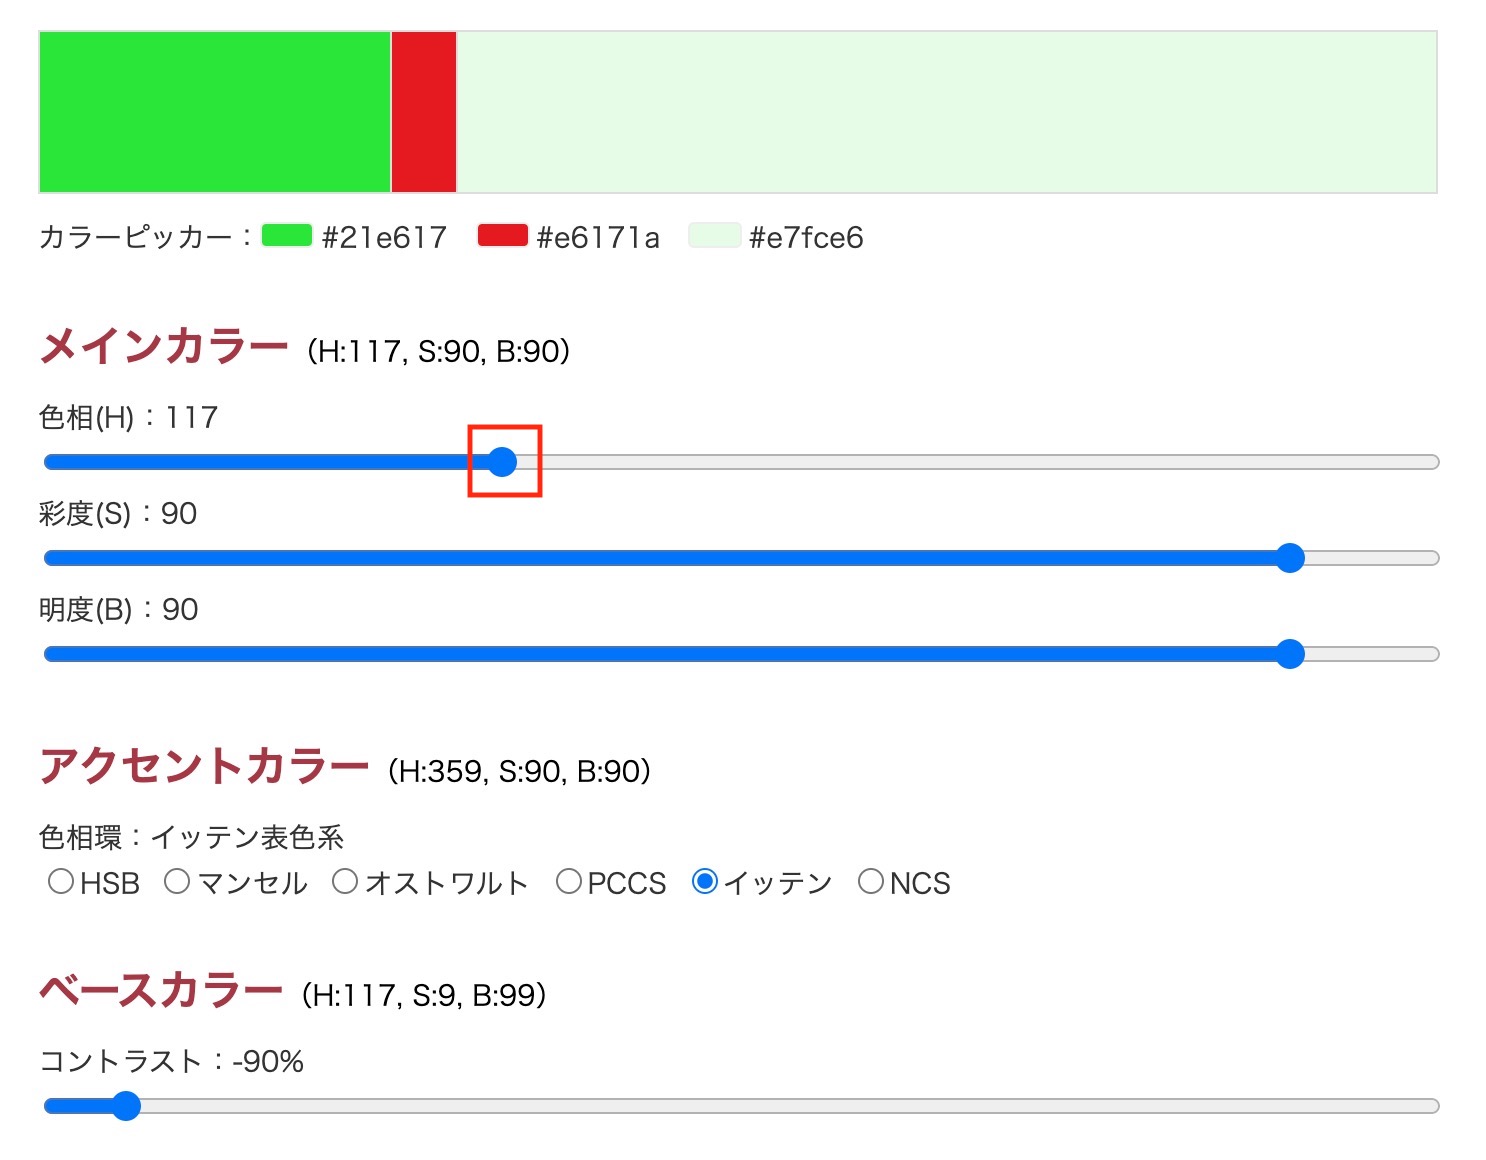 カラーピッカー： #21e617 #e6171a #e7fce6
メインカラー （H:117, S:90, B:90）
色相(H)：117
彩度(S)：90
明度(B)：90
アクセントカラー （H:359, S:90, B:90）
色相環：イッテン表色系
HSB マンセル オストワルト PCCS イッテン NCS
ベースカラー （H:117, S:9, B:99）
コントラスト：-90%